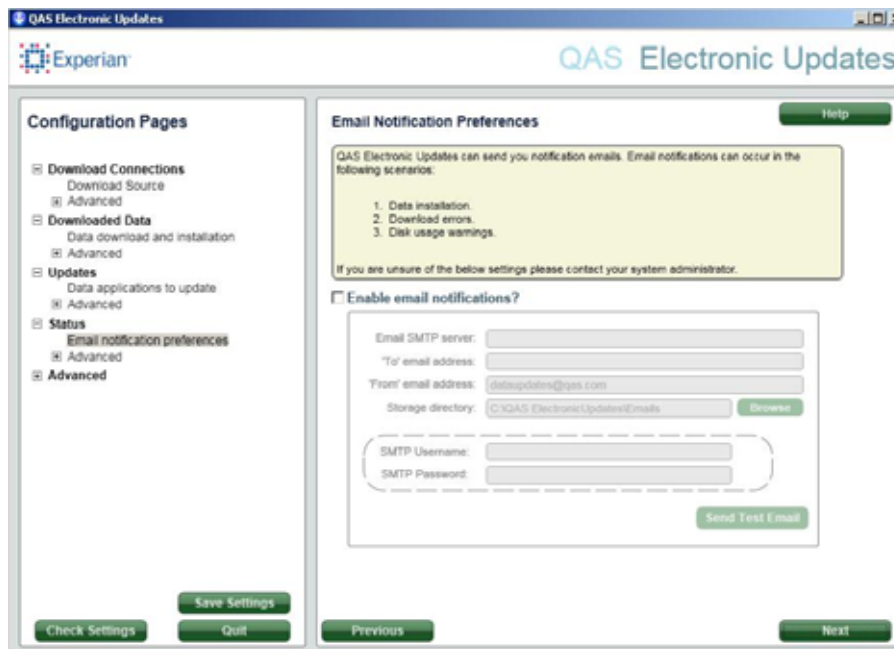 QAS Electronic Updates
Experian
QAS Electronic Updates
Configuration Pages
Download Connections
Download Source
Advanced
Downloaded Data
Data download and installation
Advanced
Updates
Data applications to update
Advanced
Status
Email notification preferences
Advanced
Advanced
Save Settings
Check Settings
Quit
Email Notification Preferences
Help
QAS Electronic Updates can send you notification emails. Email notifications can occur in the
following scenarios:
1. Data installation.
2. Download errors.
3. Disk usage warnings.
If you are unsure of the below settings please contact your system administrator.
Enable email notifications?
Email SMTP server:
'To' email address:
'From' email address: dataupdates@qas.com
Storage directory: C:\QAS ElectronicUpdates\Emails Browse
SMTP Username:
SMTP Password:
Send Test Email
Previous
Next